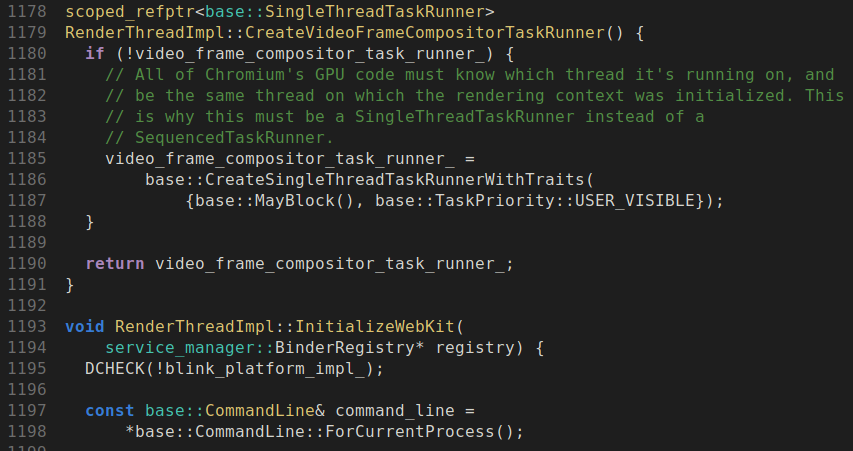 1178 scoped_refptr<base::SingleThreadTaskRunner>
1179 RenderThreadImpl::CreateVideoFrameCompositorTaskRunner() {
1180   if (!video_frame_compositor_task_runner_) {
1181     // All of Chromium's GPU code must know which thread it's running on, and
1182     // be the same thread on which the rendering context was initialized. This
1183     // is why this must be a SingleThreadTaskRunner instead of a
1184     // SequencedTaskRunner.
1185     video_frame_compositor_task_runner_ =
1186         base::CreateSingleThreadTaskRunnerWithTraits(
1187             {base::MayBlock(), base::TaskPriority::USER_VISIBLE});
1188   }
1189
1190   return video_frame_compositor_task_runner_;
1191 }
1192
1193 void RenderThreadImpl::InitializeWebKit(
1194     service_manager::BinderRegistry* registry) {
1195   DCHECK(!blink_platform_impl_);
1196
1197   const base::CommandLine& command_line =
1198       *base::CommandLine::ForCurrentProcess();